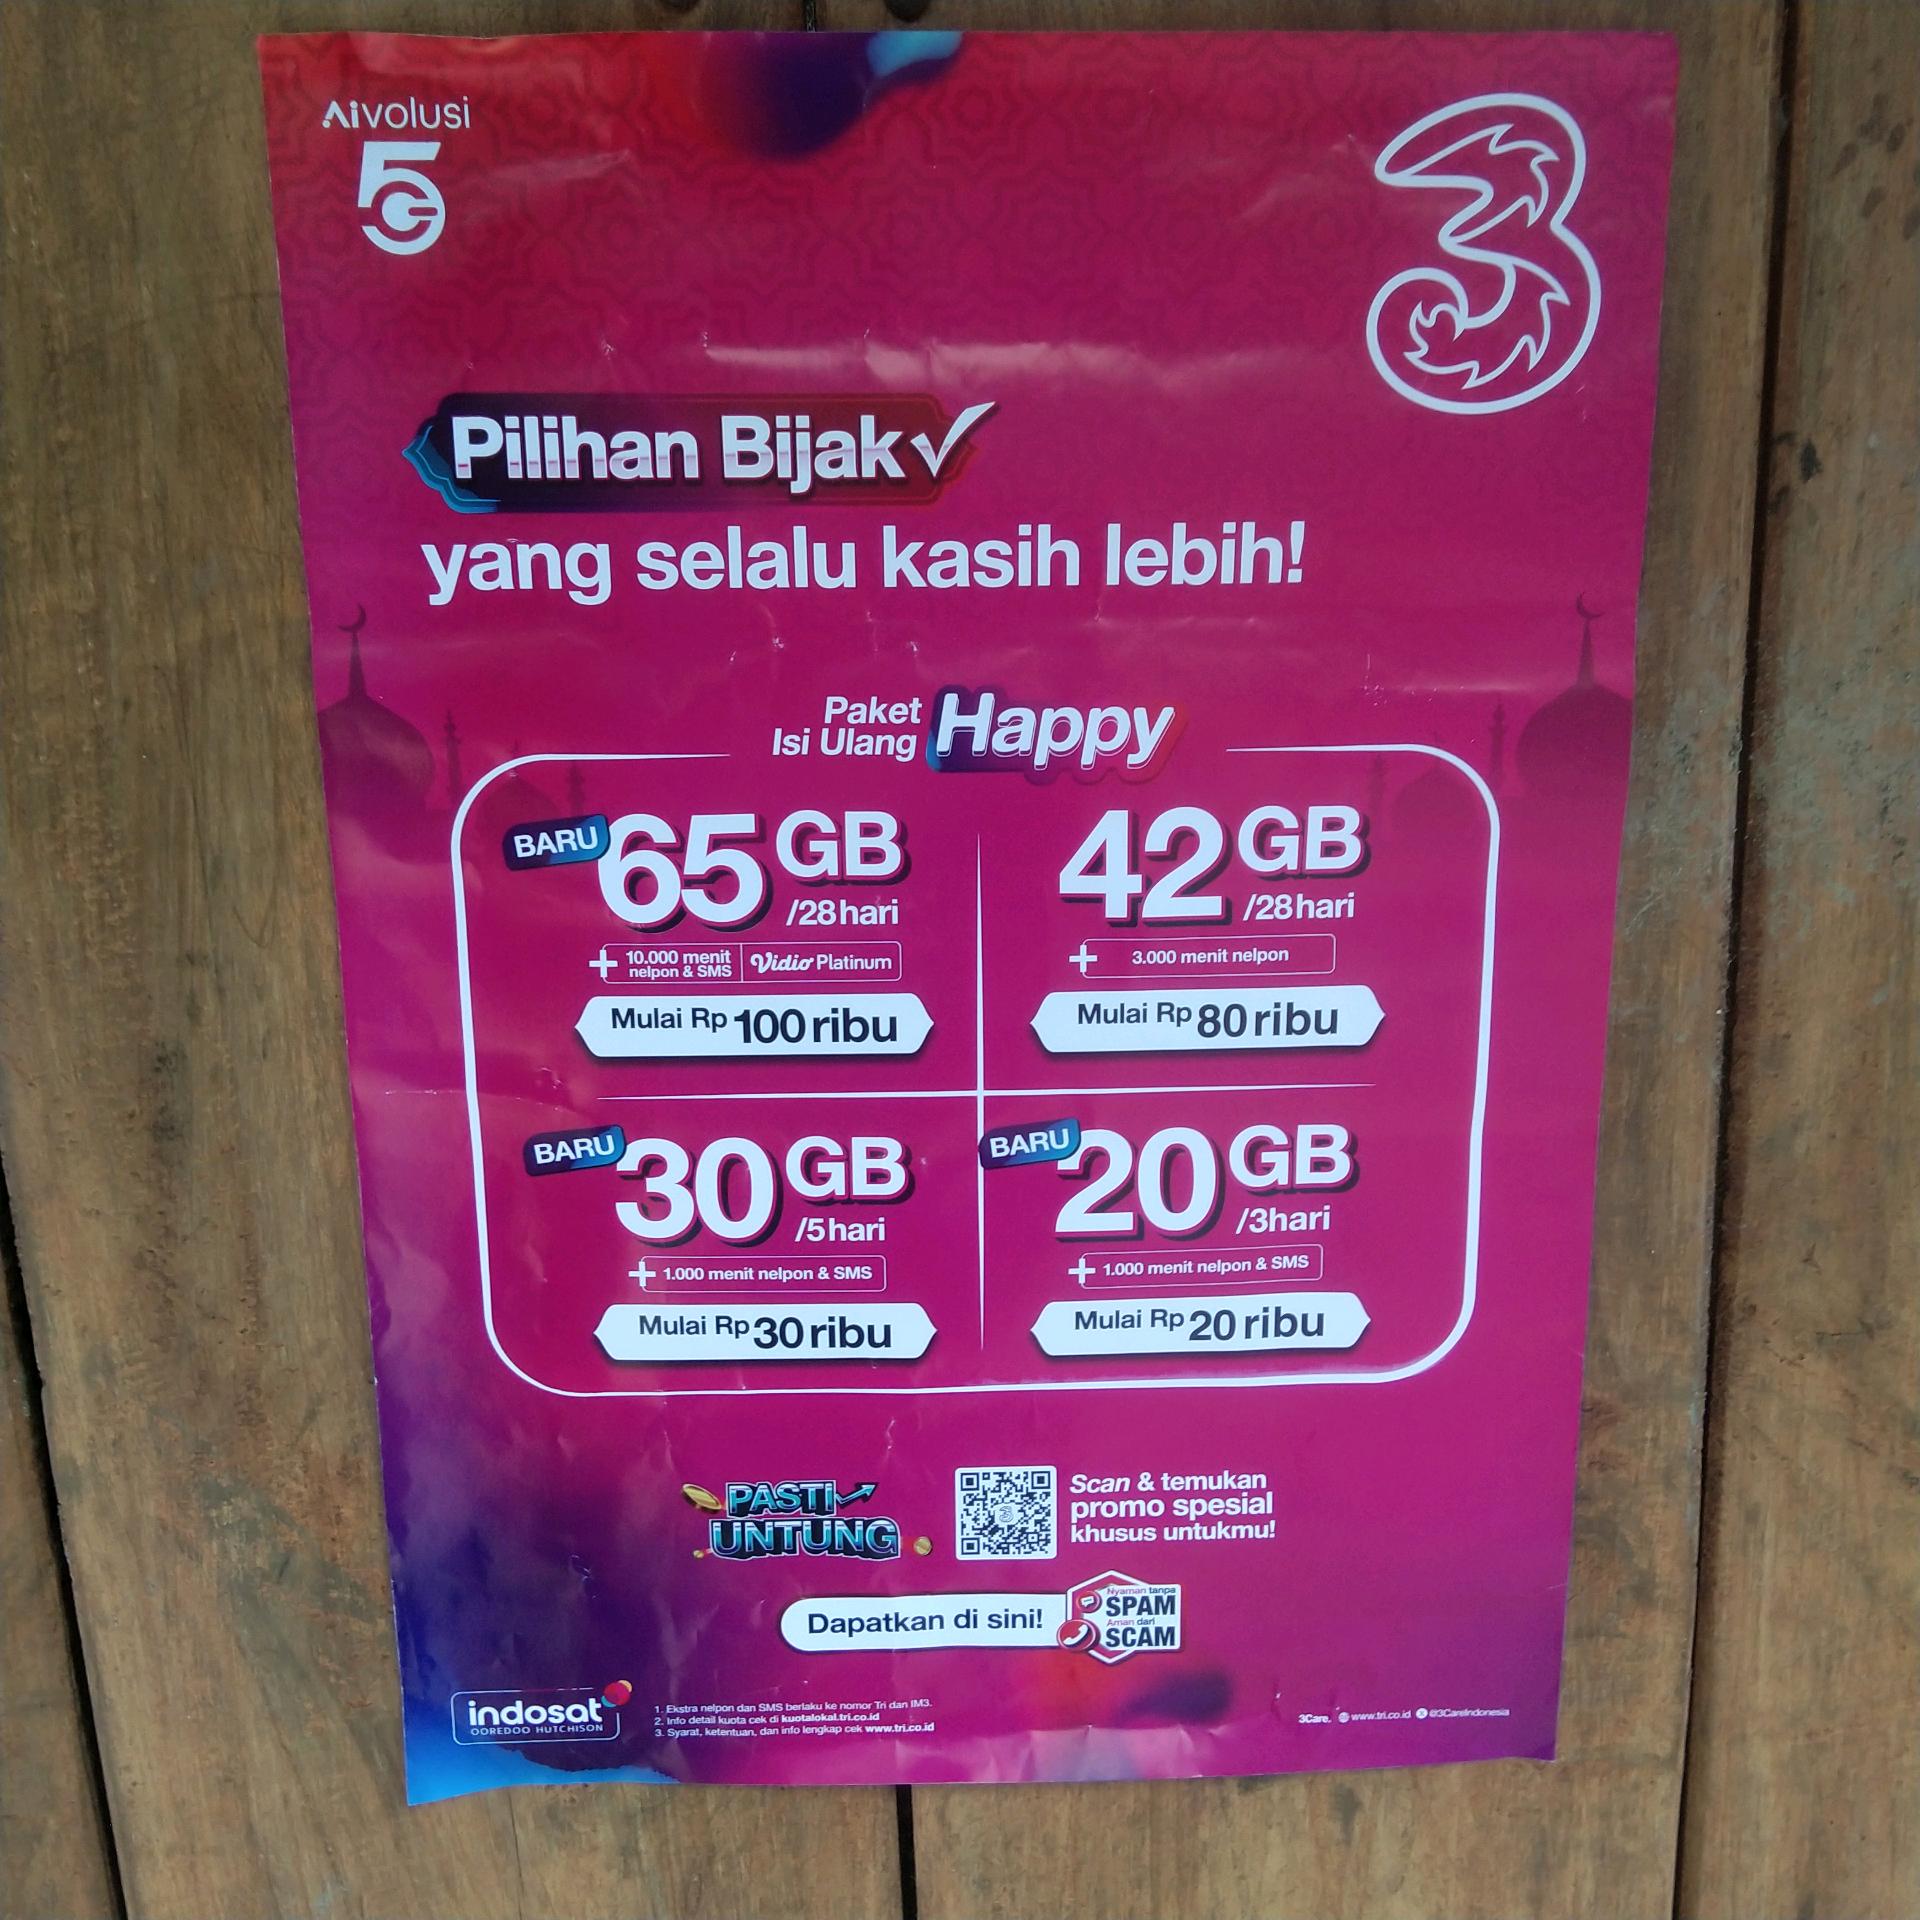 Aivolusi
5G
3
Pilihan Bijak
yang selalu kasih lebih!
Paket
Isi Ulang Happy
BARU 65 GB
/28hari
+ 10.000 menit
nelpon & SMS
Vidio Platinum
Mulai Rp 100 ribu
42 GB
/28hari
+ 3.000 menit nelpon
Mulai Rp 80 ribu
BARU 30 GB
/5hari
+ 1.000 menit nelpon & SMS
Mulai Rp 30 ribu
BARU 20 GB
/3hari
+ 1.000 menit nelpon & SMS
Mulai Rp 20 ribu
PASTI
UNTUNG
Scan & temukan
promo spesial
khusus untukmu!
Dapatkan di sini!
Nyaman tanpa
SPAM
Aman dari
SCAM
indosat
OOREDOO HUTCHISON
1. Ekstra nelpon dan SMS berlaku ke nomor Tri dan IM3.
2. Info detail kuota cek di kuotalokal.tri.co.id
3. Syarat, ketentuan, dan info lengkap cek www.tri.co.id
3Care. www.tri.co.id X @3CareIndonesia